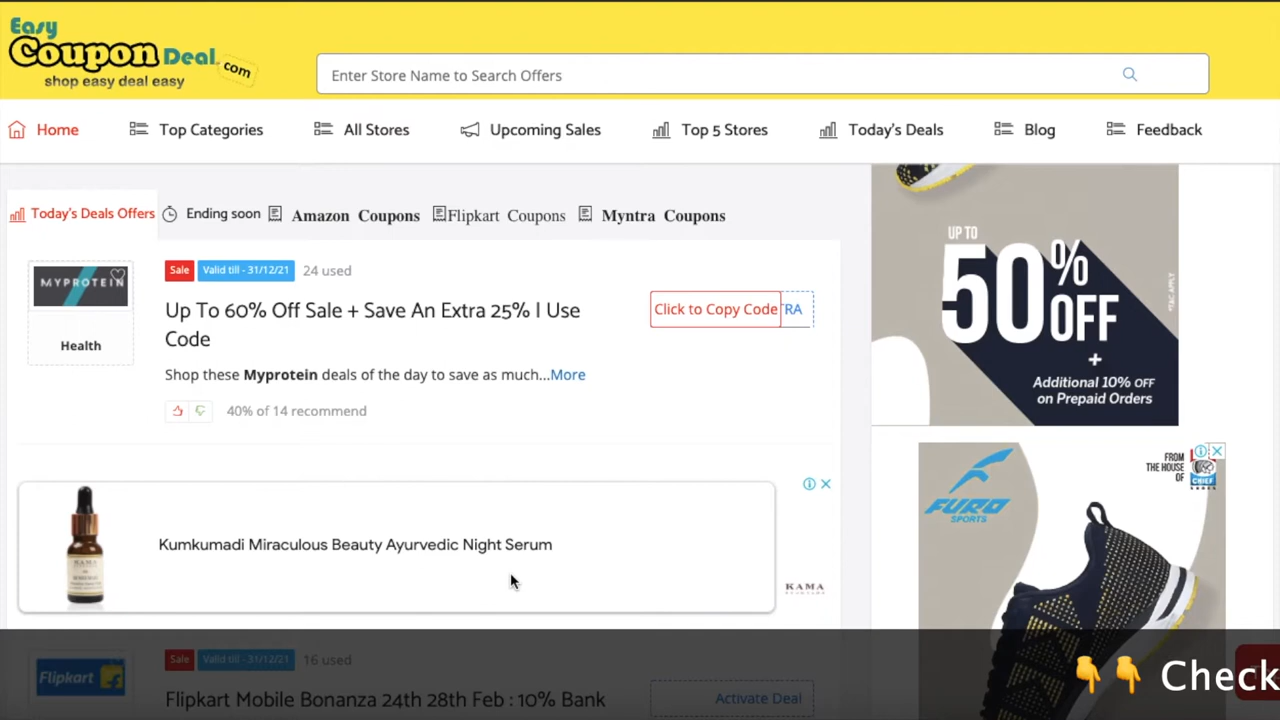 Easy
Coupon Deal.com
shop easy deal easy
Enter Store Name to Search Offers
Home
Top Categories
All Stores
Upcoming Sales
Top 5 Stores
Today's Deals
Blog
Feedback
Today's Deals Offers
Ending soon
Amazon Coupons
Flipkart Coupons
Myntra Coupons
MYPROTEIN
Health
Sale
Valid till - 31/12/21
24 used
Up To 60% Off Sale + Save An Extra 25% | Use
Code
Click to Copy Code
RA
Shop these Myprotein deals of the day to save as much...More
40% of 14 recommend
Kumkumadi Miraculous Beauty Ayurvedic Night Serum
KAMA
UP TO
50% OFF
+
Additional 10% OFF
on Prepaid Orders
*T&C APPLY
FURO
SPORTS
FROM
THE HOUSE
OF
Flipkart
Sale
Valid till - 31/12/21
16 used
Flipkart Mobile Bonanza 24th 28th Feb : 10% Bank
Activate Deal
👇👇 Check